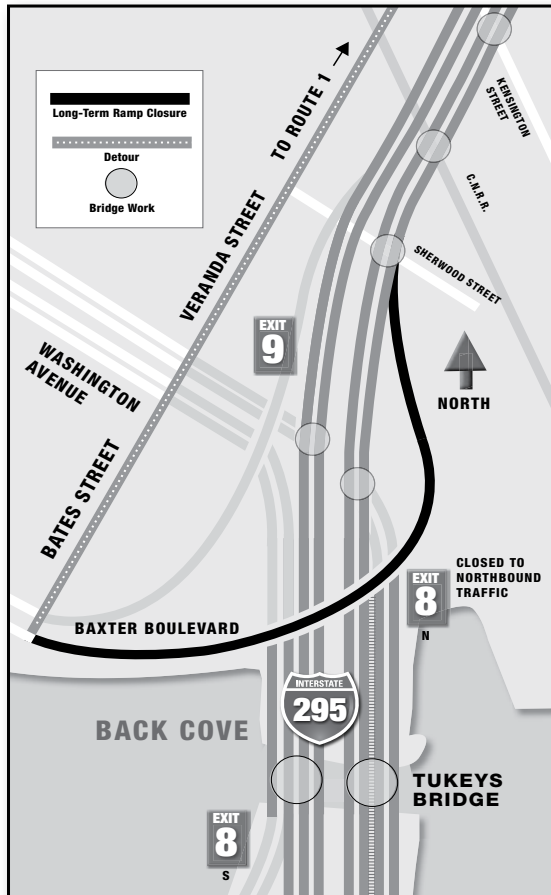 Long-Term Ramp Closure
Detour
Bridge Work
TO ROUTE 1
VERANDA STREET
KENSINGTON
STREET
C.N.R.R.
SHERWOOD STREET
EXIT
9
WASHINGTON
AVENUE
NORTH
BATES STREET
EXIT
8
N
CLOSED TO
NORTHBOUND
TRAFFIC
BAXTER BOULEVARD
INTERSTATE
295
BACK COVE
TUKEYS
BRIDGE
EXIT
8
S